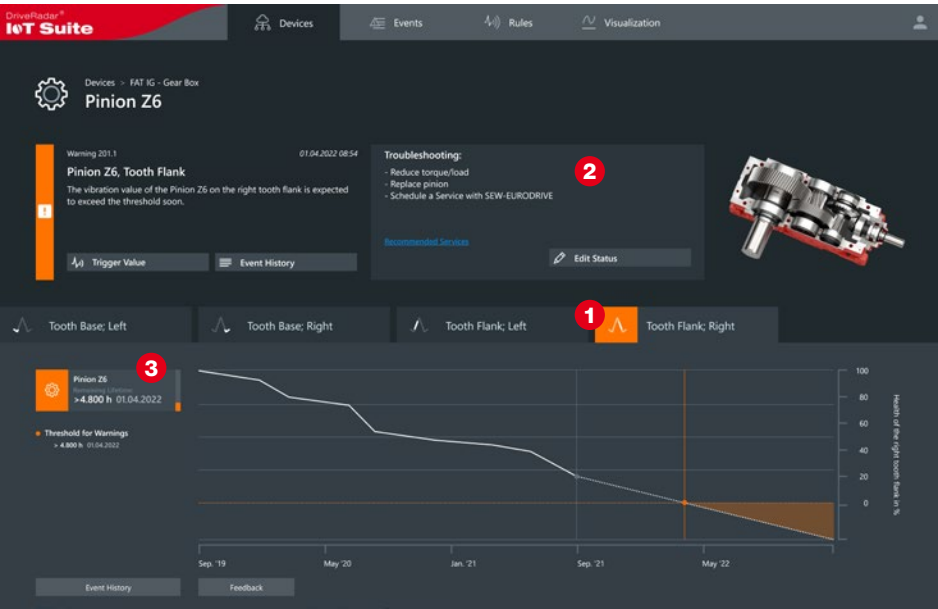 DriveRadar®
IoT Suite
Devices
Events
Rules
Visualization
Devices > FAT IG - Gear Box
Pinion Z6
Warning 201.1
01.04.2022 08:54
Pinion Z6, Tooth Flank
The vibration value of the Pinion Z6 on the right tooth flank is expected
to exceed the threshold soon.
Trigger Value
Event History
Troubleshooting:
2
- Reduce torque/load
- Replace pinion
- Schedule a Service with SEW-EURODRIVE
Recommended Services
Edit Status
Tooth Base; Left
Tooth Base; Right
Tooth Flank; Left
1
Tooth Flank; Right
3
Pinion Z6
Remaining Lifetime
>4.800 h 01.04.2022
Threshold for Warnings
> 4.800 h 01.04.2022
100
80
60
40
20
0
Health of the right tooth flank in %
Sep. '19
May '20
Jan. '21
Sep. '21
May '22
Event History
Feedback